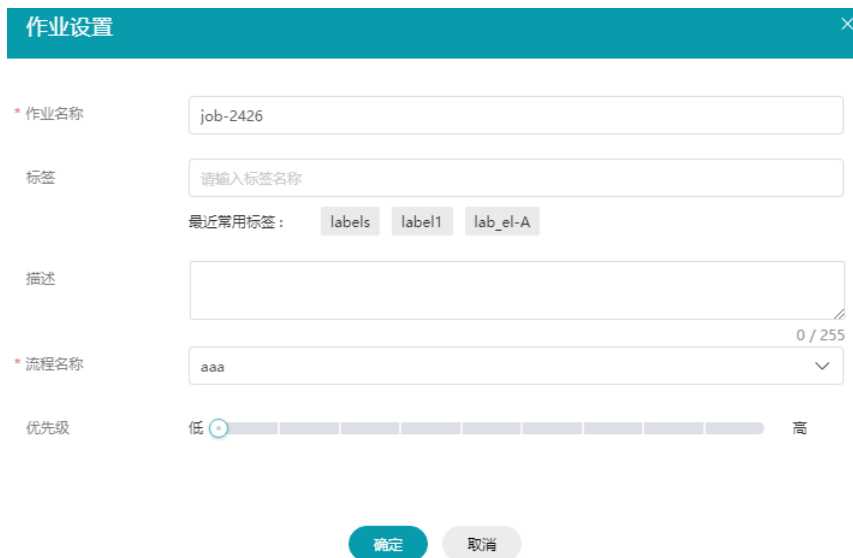 作业设置
* 作业名称
job-2426
标签
请输入标签名称
最近常用标签：
labels
label1
lab_el-A
描述
0 / 255
* 流程名称
aaa
优先级
低
高
确定
取消